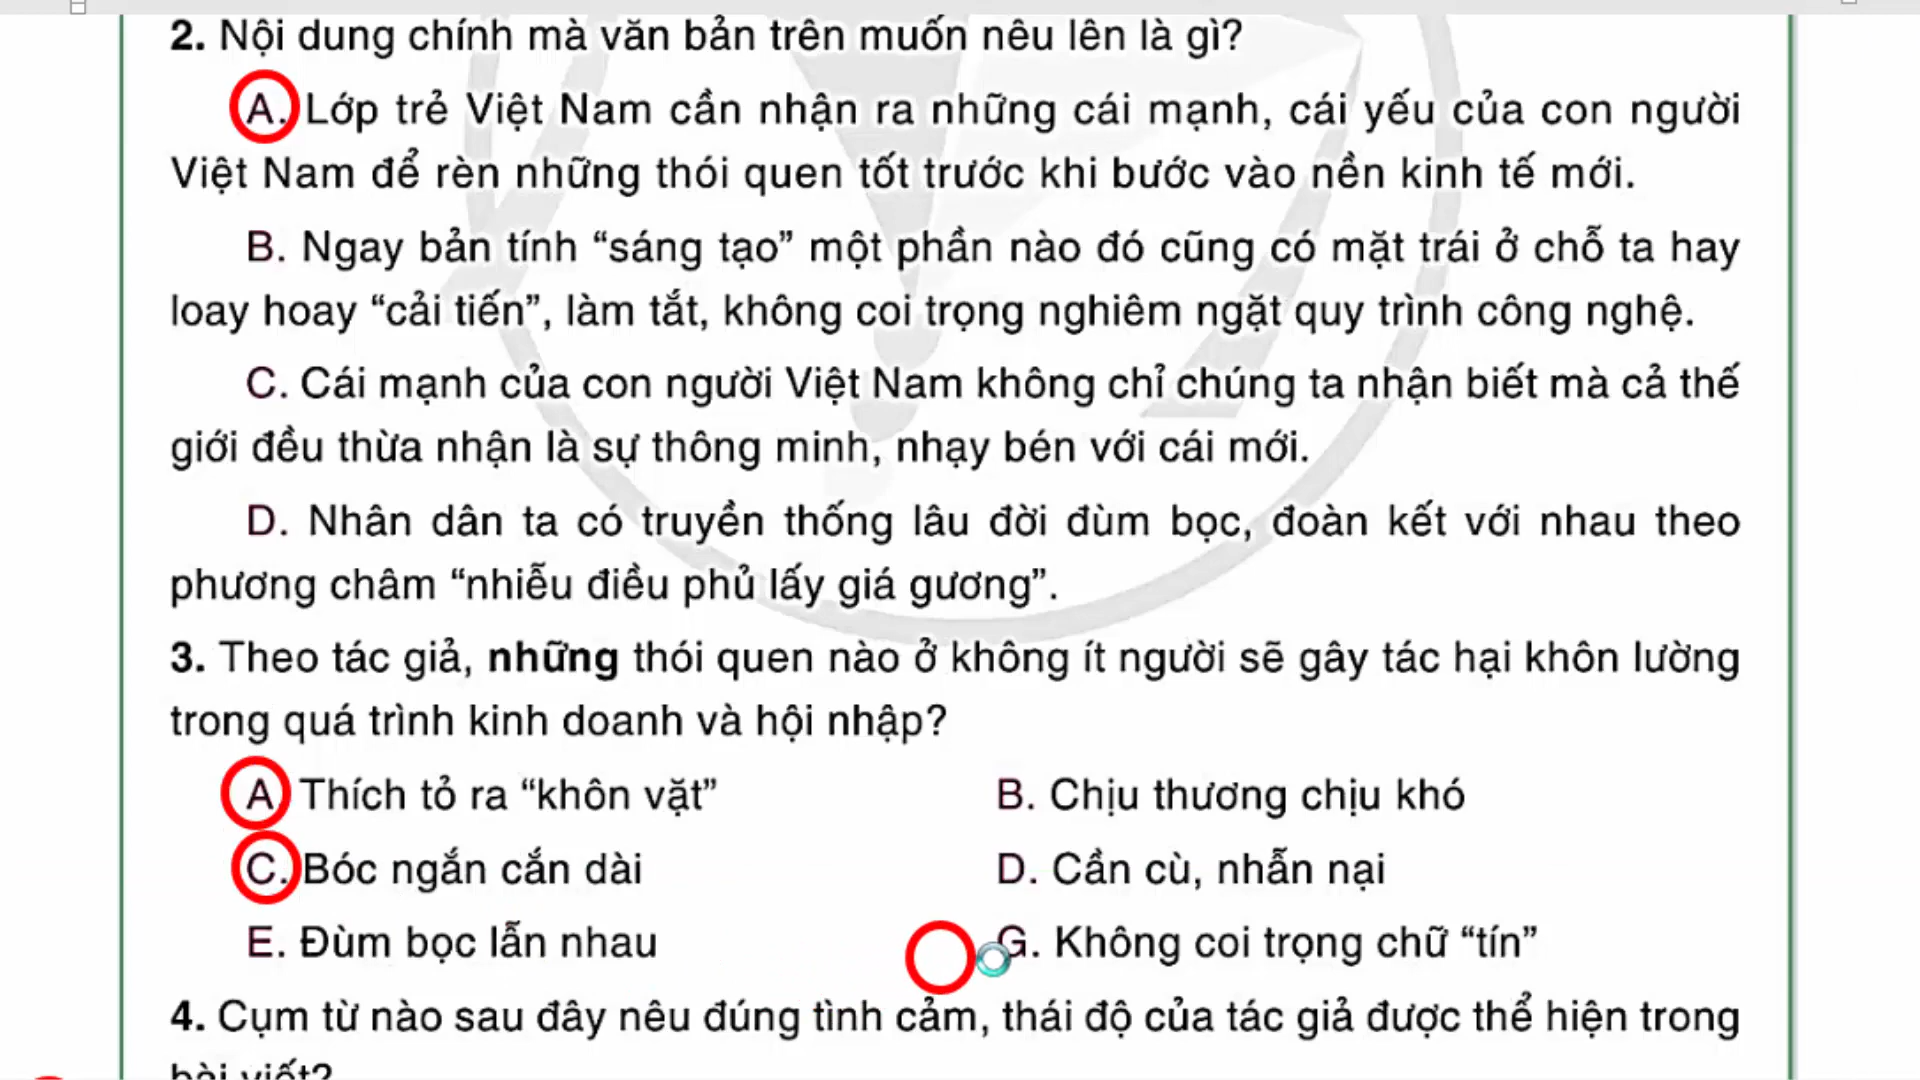 2. Nội dung chính mà văn bản trên muốn nêu lên là gì?
A. Lớp trẻ Việt Nam cần nhận ra những cái mạnh, cái yếu của con người
Việt Nam để rèn những thói quen tốt trước khi bước vào nền kinh tế mới.
B. Ngay bản tính “sáng tạo” một phần nào đó cũng có mặt trái ở chỗ ta hay
loay hoay “cải tiến”, làm tắt, không coi trọng nghiêm ngặt quy trình công nghệ.
C. Cái mạnh của con người Việt Nam không chỉ chúng ta nhận biết mà cả thế
giới đều thừa nhận là sự thông minh, nhạy bén với cái mới.
D. Nhân dân ta có truyền thống lâu đời đùm bọc, đoàn kết với nhau theo
phương châm “nhiễu điều phủ lấy giá gương”.
3. Theo tác giả, những thói quen nào ở không ít người sẽ gây tác hại khôn lường
trong quá trình kinh doanh và hội nhập?
A Thích tỏ ra “khôn vặt” B. Chịu thương chịu khó
C. Bóc ngắn cắn dài D. Cần cù, nhẫn nại
E. Đùm bọc lẫn nhau G. Không coi trọng chữ “tín”
4. Cụm từ nào sau đây nêu đúng tình cảm, thái độ của tác giả được thể hiện trong
bài viết?